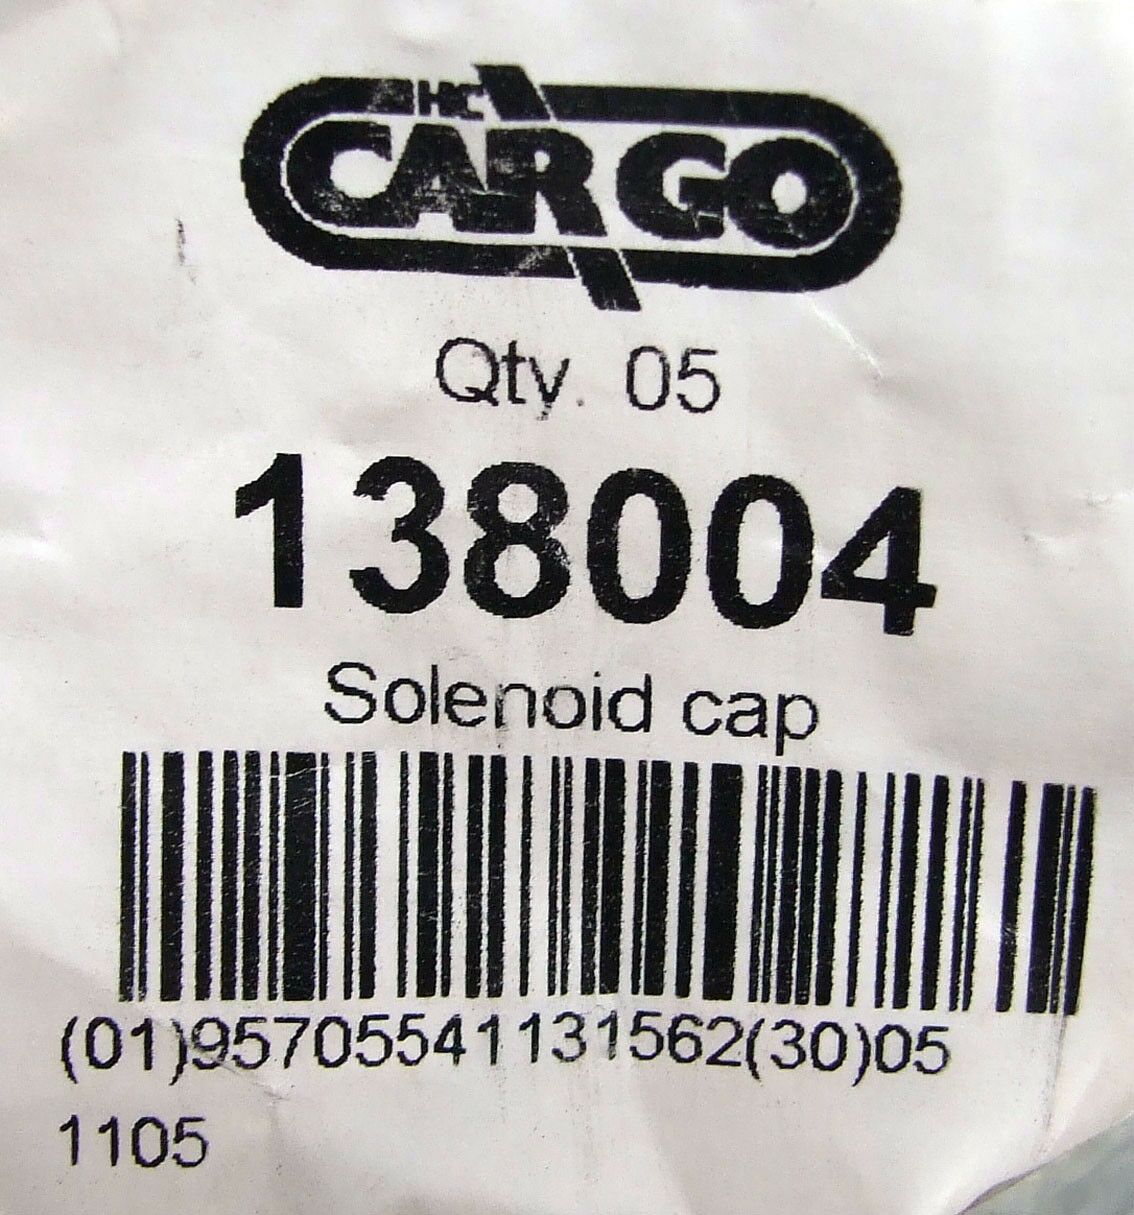 HC
CARGO
Qty. 05
138004
Solenoid cap
(01)95705541131562(30)05
1105